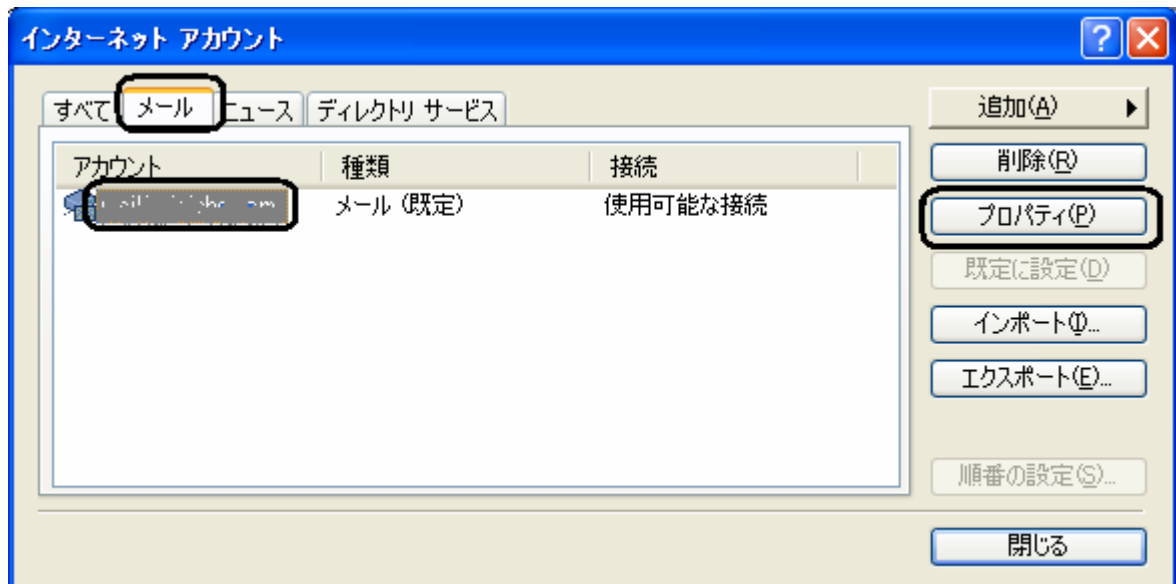 インターネット アカウント
すべて メール ニュース ディレクトリ サービス
追加(A)
アカウント 種類 接続
削除(R)
メール (既定) 使用可能な接続
プロパティ(P)
既定に設定(D)
インポート(I)...
エクスポート(E)...
順番の設定(S)...
閉じる